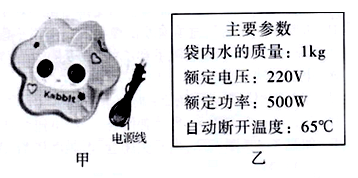 Kabbit
电源线
甲
主要参数
袋内水的质量：1kg
额定电压：220V
额定功率：500W
自动断开温度：65℃
乙